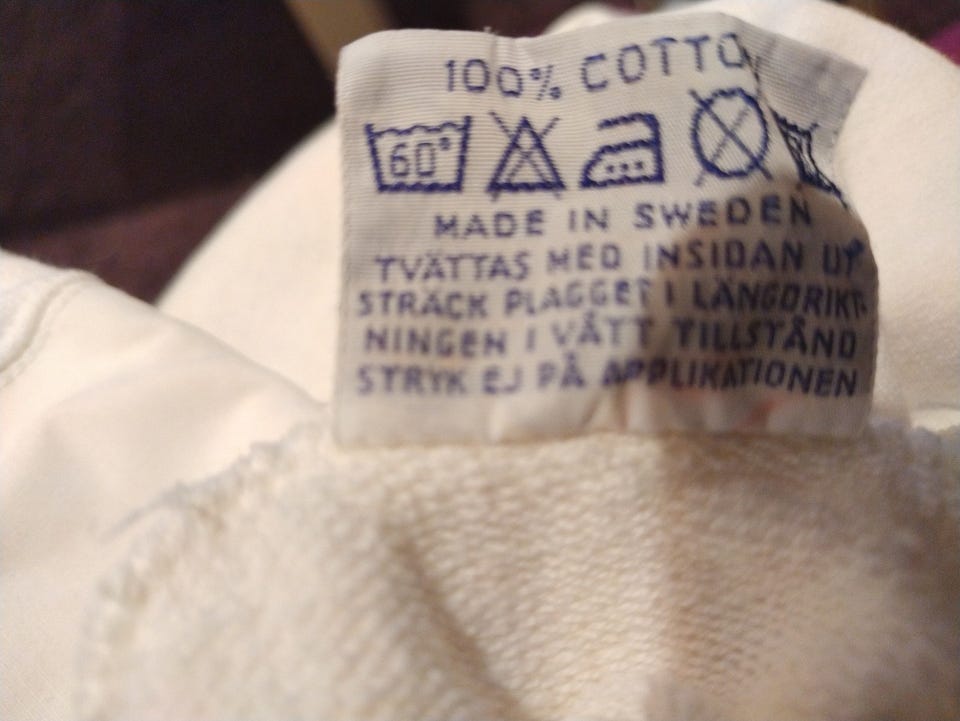 100% COTTO
60°
MADE IN SWEDEN
TVÄTTAS MED INSIDAN UT
STRÄCK PLAGGET I LÄNGDRIKT-
NINGEN I VÅTT TILLSTÅND
STRYK EJ PÅ APPLIKATIONEN